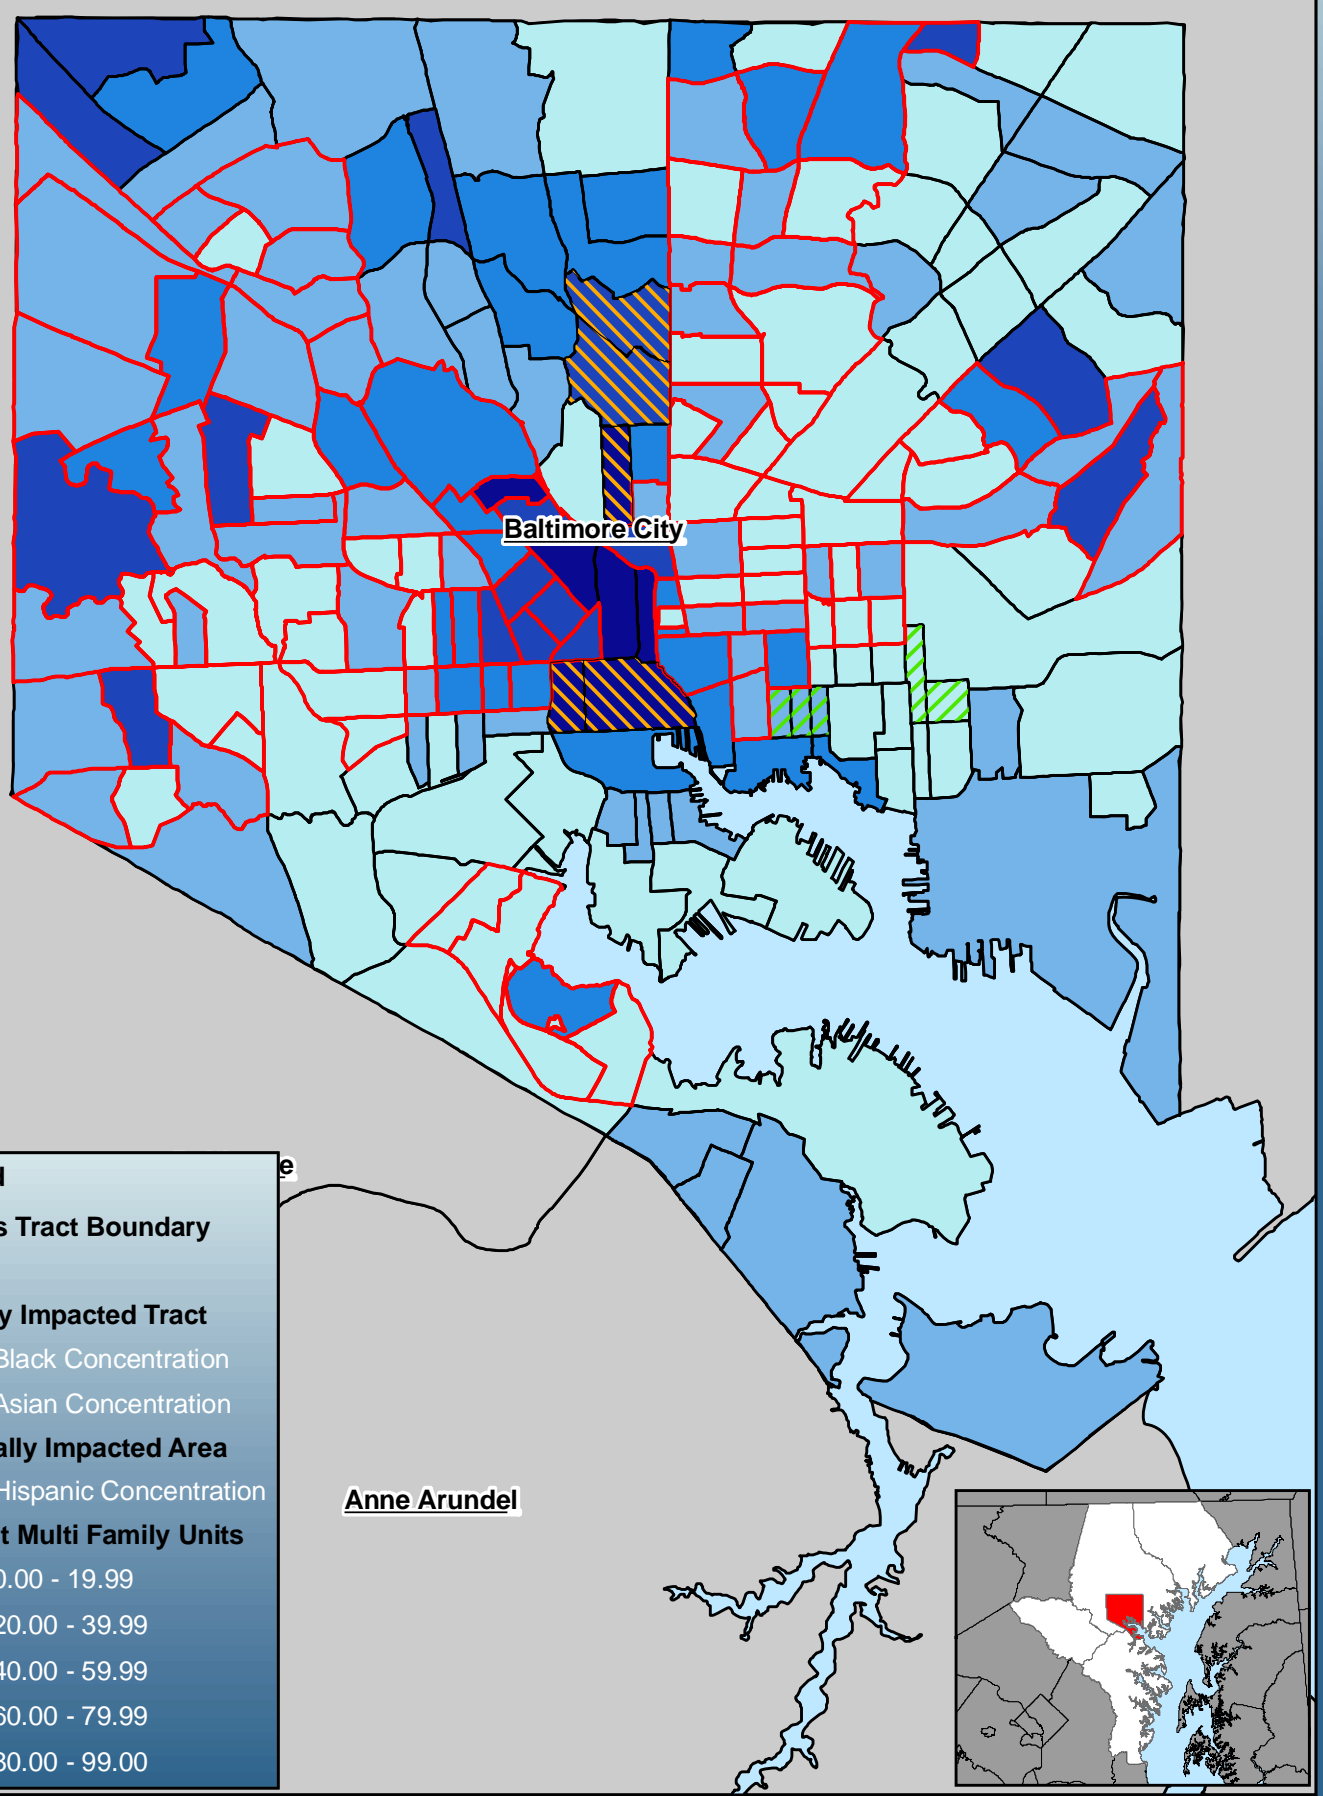 Baltimore City
e
s Tract Boundary
y Impacted Tract
Black Concentration
Asian Concentration
ally Impacted Area
Hispanic Concentration
t Multi Family Units
0.00 - 19.99
20.00 - 39.99
40.00 - 59.99
60.00 - 79.99
80.00 - 99.00
Anne Arundel